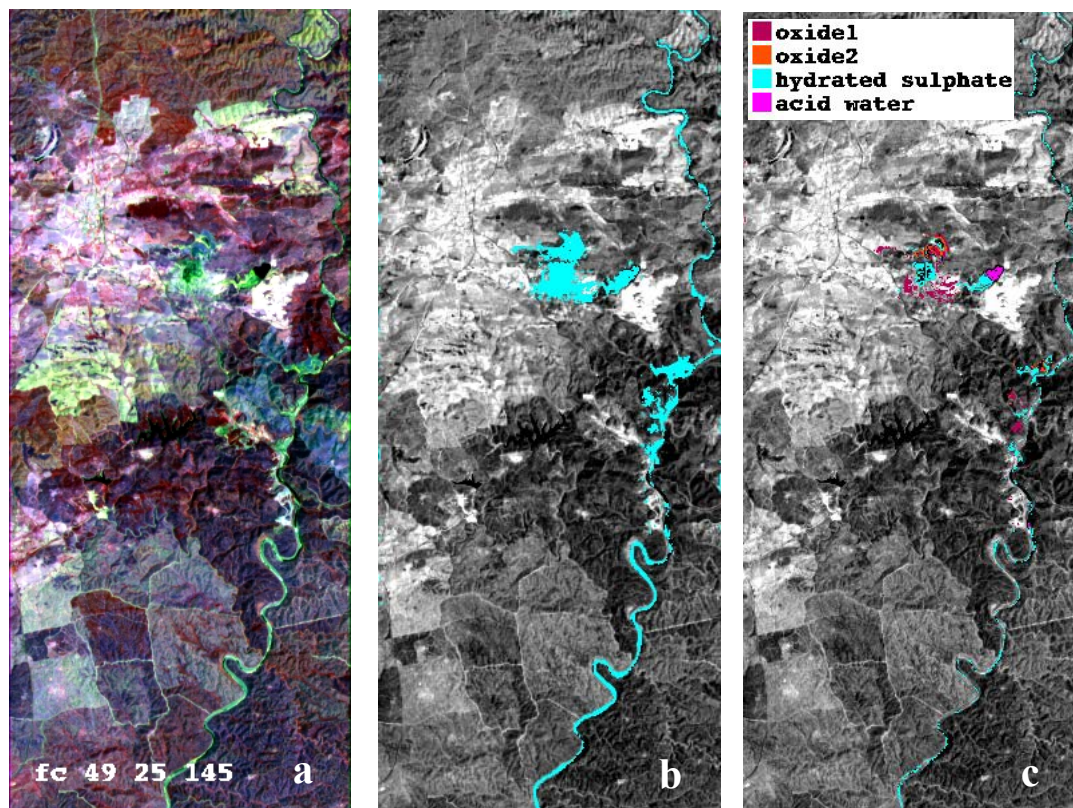 oxide1
oxide2
hydrated sulphate
acid water
fc 49 25 145
a
b
c